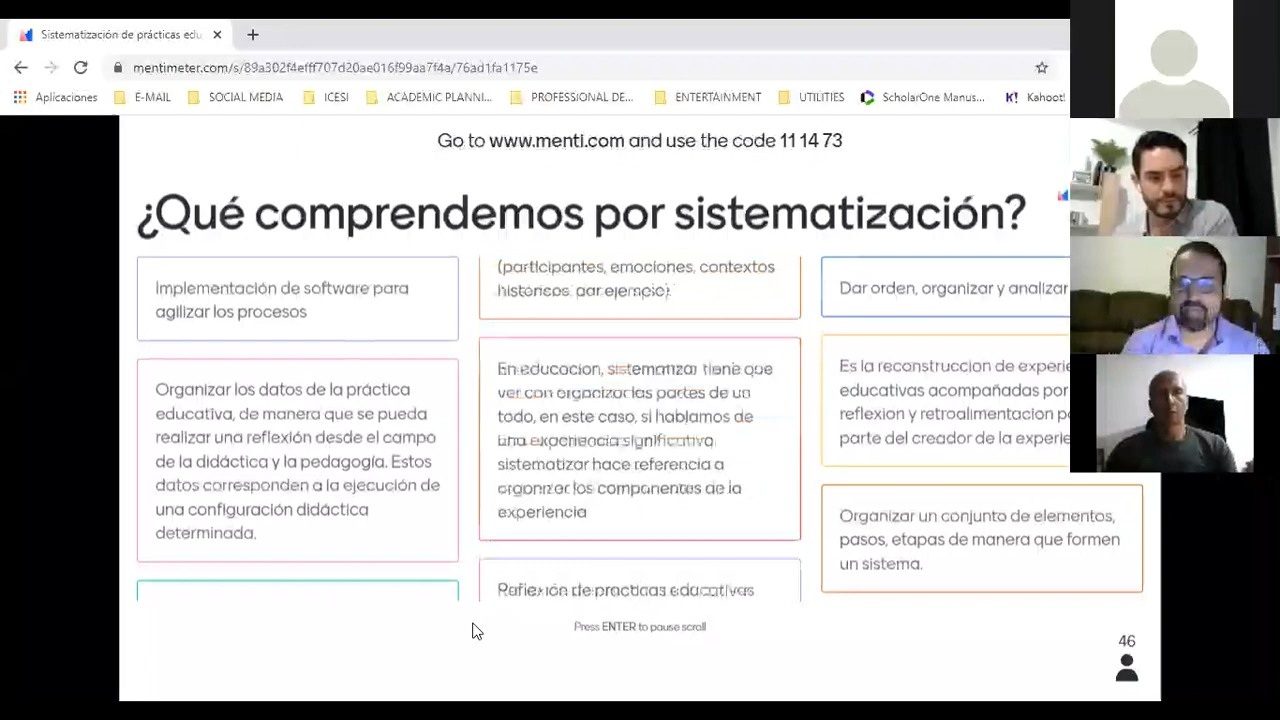 Sistematización de prácticas edu
mentimeter.com/s/89a302f4efff707d20ae016f99aa7f4a/76ad1fa1175e
Aplicaciones
E-MAIL
SOCIAL MEDIA
ICESI
ACADEMIC PLANNI...
PROFESSIONAL DE...
ENTERTAINMENT
UTILITIES
ScholarOne Manus...
K! Kahoot!
Go to www.menti.com and use the code 11 14 73
¿Qué comprendemos por sistematización?
Implementación de software para
agilizar los procesos
Organizar los datos de la práctica
educativa, de manera que se pueda
realizar una reflexión desde el campo
de la didáctica y la pedagogía. Estos
datos corresponden a la ejecución de
una configuración didáctica
determinada.
(participantes, emociones, contextos
históricos por ejemplo).
En educacion, sistematizar tiene que
ver con organizar las partes de un
todo, en este caso, si hablamos de
una experiencia significativa,
sistematizar hace referencia a
organizar los componentes de la
experiencia
Reflexión de practicas educativas
Dar orden, organizar y analizar
Es la reconstruccion de experie
educativas acompañadas por
reflexion y retroalimentacion po
parte del creador de la experie
Organizar un conjunto de elementos,
pasos, etapas de manera que formen
un sistema.
Press ENTER to pause scroll
46